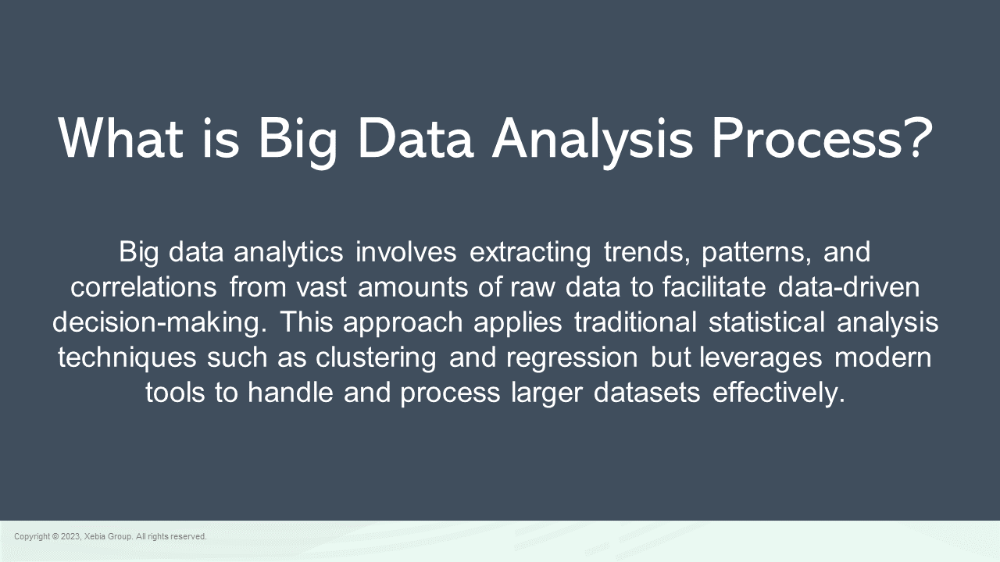 What is Big Data Analysis Process?
Big data analytics involves extracting trends, patterns, and
correlations from vast amounts of raw data to facilitate data-driven
decision-making. This approach applies traditional statistical analysis
techniques such as clustering and regression but leverages modern
tools to handle and process larger datasets effectively.
Copyright © 2023, Xebia Group. All rights reserved.